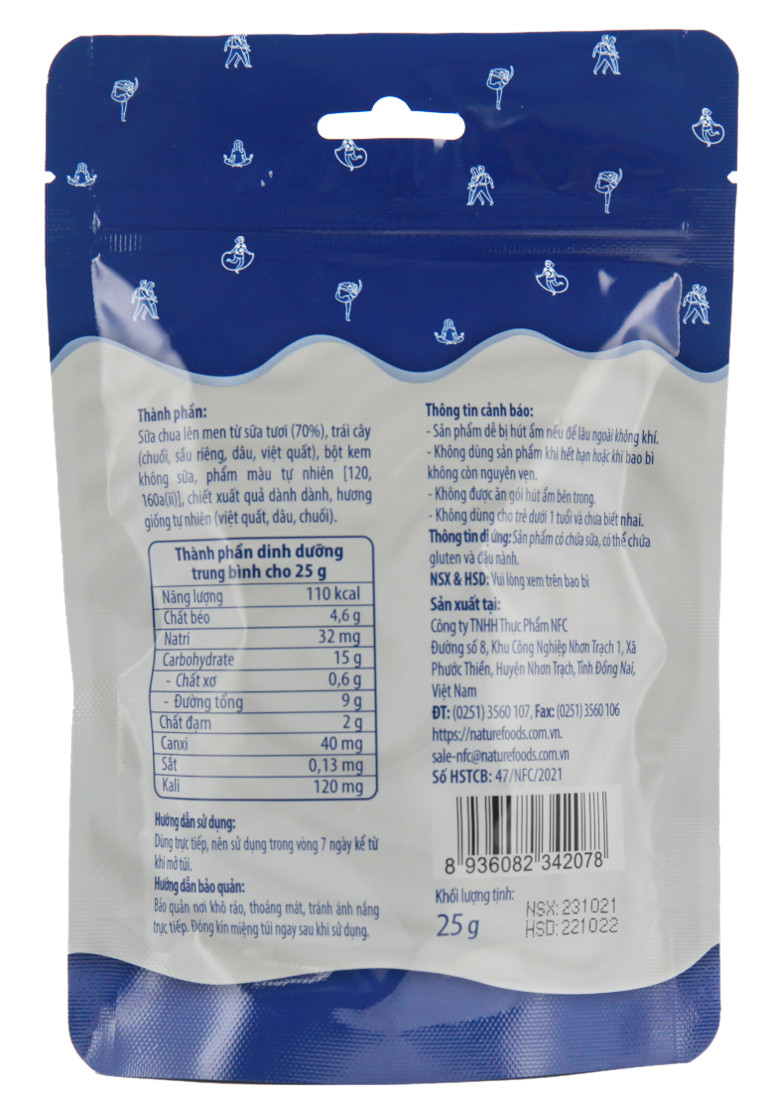 Thành phần:
Sữa chua lên men từ sữa tươi (70%), trái cây
(chuối, sầu riêng, dâu, việt quất), bột kem
không sữa, phẩm màu tự nhiên [120,
160a(ii)], chiết xuất quả dành dành, hương
giống tự nhiên (việt quất, dâu, chuối).
Thành phần dinh dưỡng
trung bình cho 25 g
Năng lượng 110 kcal
Chất béo 4,6 g
Natri 32 mg
Carbohydrate 15 g
- Chất xơ 0,6 g
- Đường tổng 9 g
Chất đạm 2 g
Canxi 40 mg
Sắt 0,13 mg
Kali 120 mg
Hướng dẫn sử dụng:
Dùng trực tiếp, nên sử dụng trong vòng 7 ngày kể từ
khi mở túi.
Hướng dẫn bảo quản:
Bảo quản nơi khô ráo, thoáng mát, tránh ánh nắng
trực tiếp. Đóng kín miệng túi ngay sau khi sử dụng.
Thông tin cảnh báo:
- Sản phẩm dễ bị hút ẩm nếu để lâu ngoài không khí.
- Không dùng sản phẩm khi hết hạn hoặc khi bao bì
không còn nguyên vẹn.
- Không được ăn gói hút ẩm bên trong.
- Không dùng cho trẻ dưới 1 tuổi và chưa biết nhai.
Thông tin dị ứng: Sản phẩm có chứa sữa, có thể chứa
gluten và đậu nành.
NSX & HSD: Vui lòng xem trên bao bì
Sản xuất tại:
Công ty TNHH Thực Phẩm NFC
Đường số 8, Khu Công Nghiệp Nhơn Trạch 1, Xã
Phước Thiền, Huyện Nhơn Trạch, Tỉnh Đồng Nai,
Việt Nam
ĐT: (0251) 3560 107, Fax: (0251) 3560 106
https://naturefoods.com.vn.
sale-nfc@naturefoods.com.vn
Số HSTCB: 47/NFC/2021
8 936082 342078
Khối lượng tịnh:
25 g
NSX: 231021
HSD: 221022